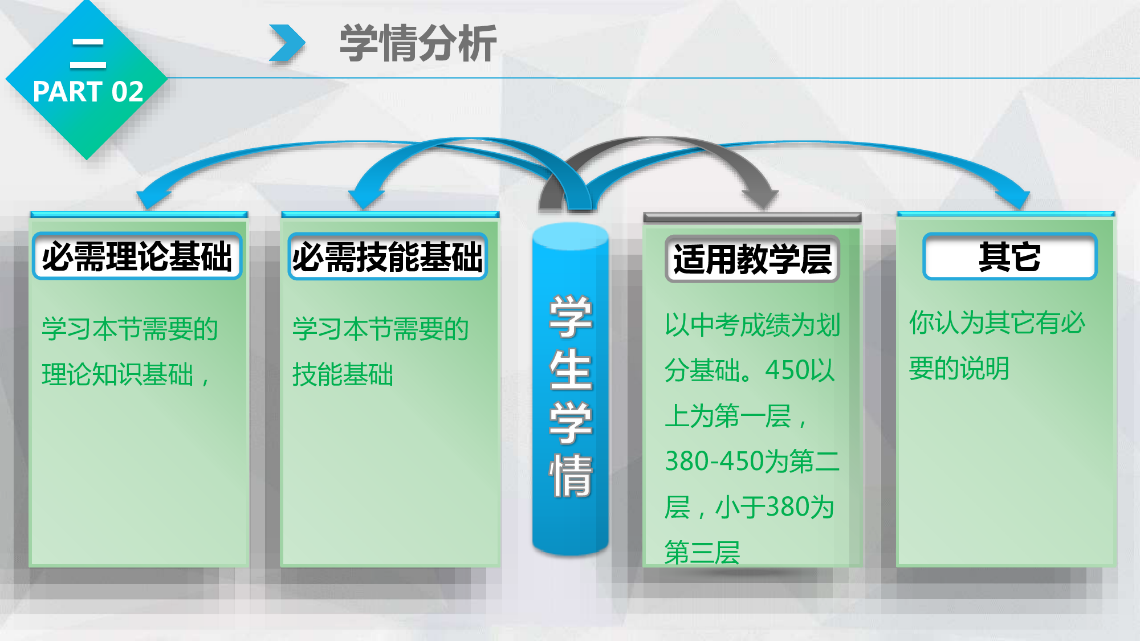 二
PART 02
学情分析
必需理论基础
学习本节需要的
理论知识基础，
必需技能基础
学习本节需要的
技能基础
学
生
学
情
适用教学层
以中考成绩为划
分基础。450以
上为第一层，
380-450为第二
层，小于380为
第三层
其它
你认为其它有必
要的说明